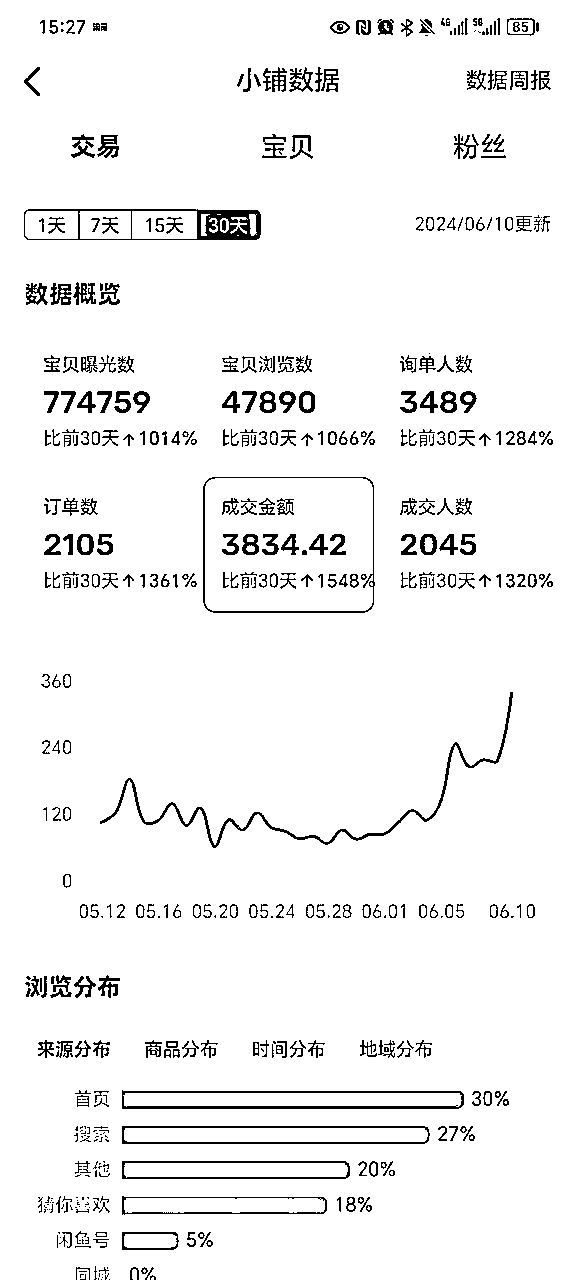 15:27
4G 5G 85
小铺数据 数据周报
交易 宝贝 粉丝
1天 7天 15天 30天 2024/06/10更新
数据概览
宝贝曝光数 宝贝浏览数 询单人数
774759 47890 3489
比前30天↑1014% 比前30天↑1066% 比前30天↑1284%
订单数 成交金额 成交人数
2105 3834.42 2045
比前30天↑1361% 比前30天↑1548% 比前30天↑1320%
360
240
120
0
05.12 05.16 05.20 05.24 05.28 06.01 06.05 06.10
浏览分布
来源分布 商品分布 时间分布 地域分布
首页 30%
搜索 27%
其他 20%
猜你喜欢 18%
闲鱼号 5%
同城 0%